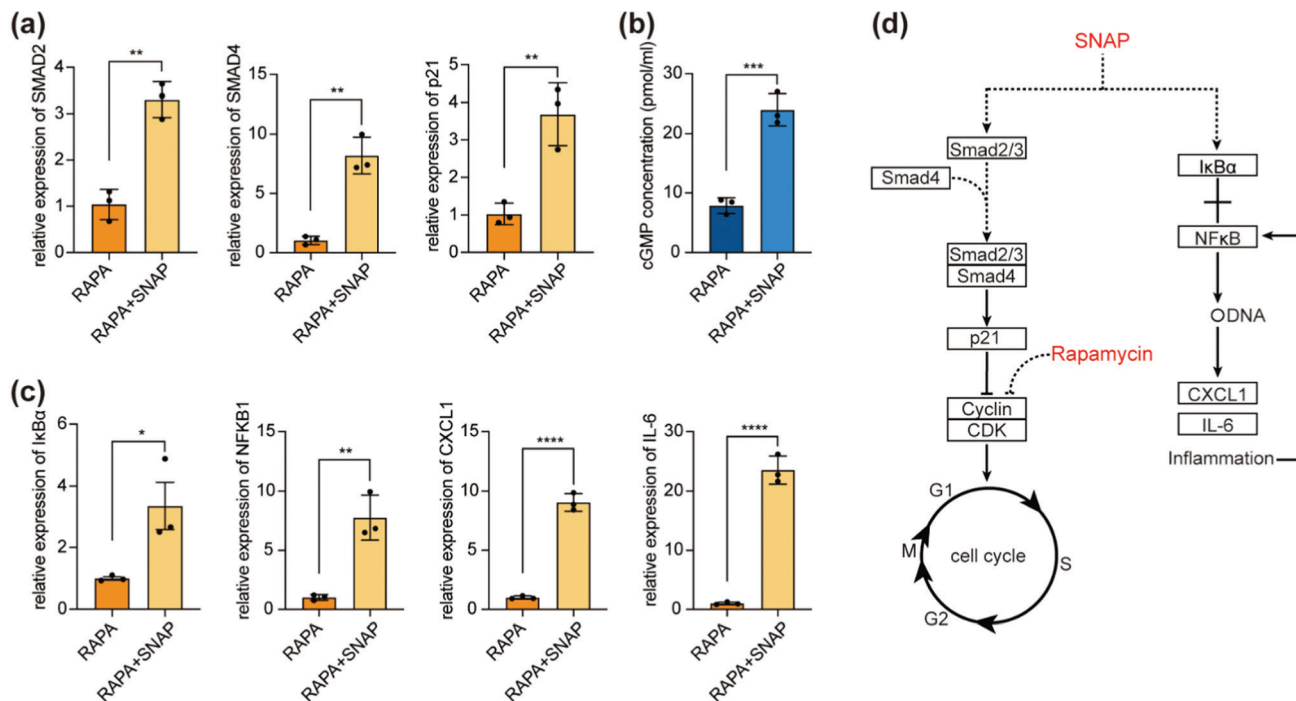 (a)
relative expression of SMAD2
4
3
2
1
0
**
RAPA
RAPA+SNAP
relative expression of SMAD4
15
10
5
0
**
RAPA
RAPA+SNAP
relative expression of p21
5
4
3
2
1
0
**
RAPA
RAPA+SNAP
(b)
cGMP concentration (pmol/ml)
30
20
10
0
***
RAPA
RAPA+SNAP
(c)
relative expression of IκBα
6
4
2
0
*
RAPA
RAPA+SNAP
relative expression of NFKB1
15
10
5
0
**
RAPA
RAPA+SNAP
relative expression of CXCL1
15
10
5
0
****
RAPA
RAPA+SNAP
relative expression of IL-6
30
20
10
0
****
RAPA
RAPA+SNAP
(d)
SNAP
Smad2/3
Smad4
Smad2/3
Smad4
p21
Rapamycin
Cyclin
CDK
G1
M
cell cycle
S
G2
IκBα
NFκB
DNA
CXCL1
IL-6
Inflammation